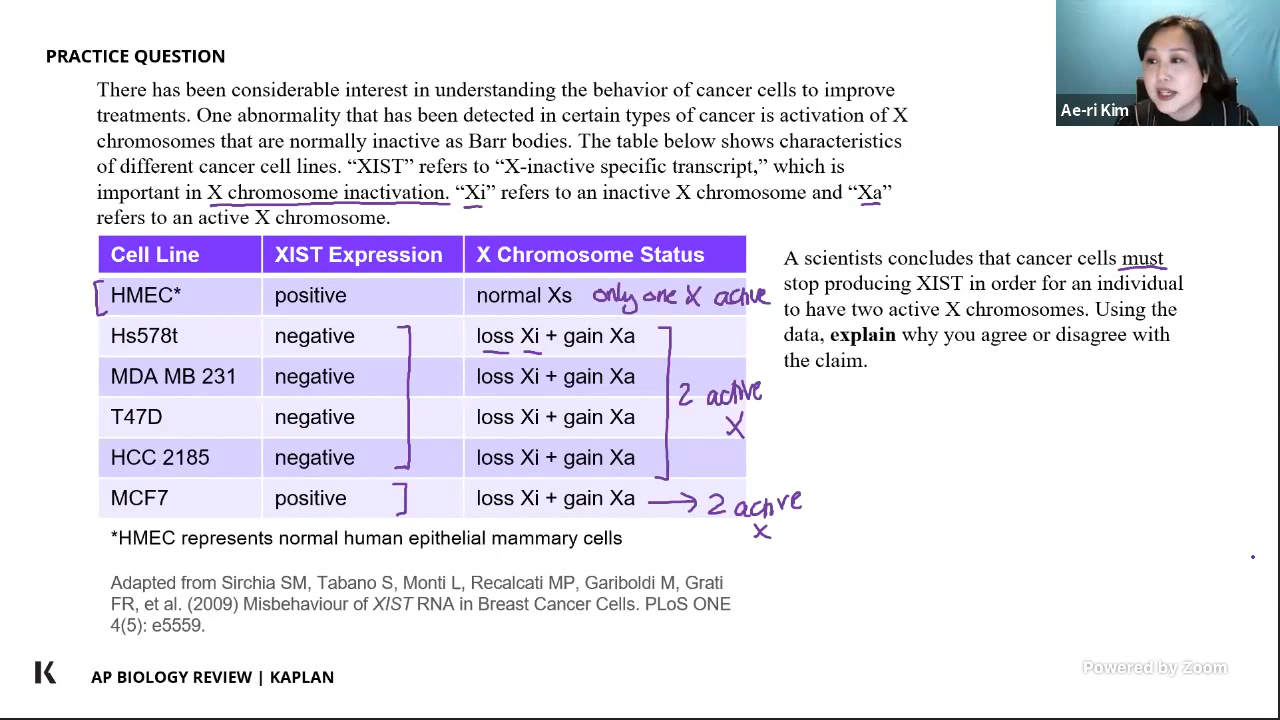 PRACTICE QUESTION
Ae-ri Kim
There has been considerable interest in understanding the behavior of cancer cells to improve
treatments. One abnormality that has been detected in certain types of cancer is activation of X
chromosomes that are normally inactive as Barr bodies. The table below shows characteristics
of different cancer cell lines. “XIST” refers to “X-inactive specific transcript,” which is
important in X chromosome inactivation. “Xi” refers to an inactive X chromosome and “Xa”
refers to an active X chromosome.
Cell Line XIST Expression X Chromosome Status
HMEC* positive normal Xs only one X active
Hs578t negative loss Xi + gain Xa
MDA MB 231 negative loss Xi + gain Xa
T47D negative loss Xi + gain Xa
HCC 2185 negative loss Xi + gain Xa
MCF7 positive loss Xi + gain Xa
2 active
X
2 active
X
*HMEC represents normal human epithelial mammary cells
A scientists concludes that cancer cells must
stop producing XIST in order for an individual
to have two active X chromosomes. Using the
data, explain why you agree or disagree with
the claim.
Adapted from Sirchia SM, Tabano S, Monti L, Recalcati MP, Gariboldi M, Grati
FR, et al. (2009) Misbehaviour of XIST RNA in Breast Cancer Cells. PLoS ONE
4(5): e5559.
K AP BIOLOGY REVIEW | KAPLAN
Powered by Zoom